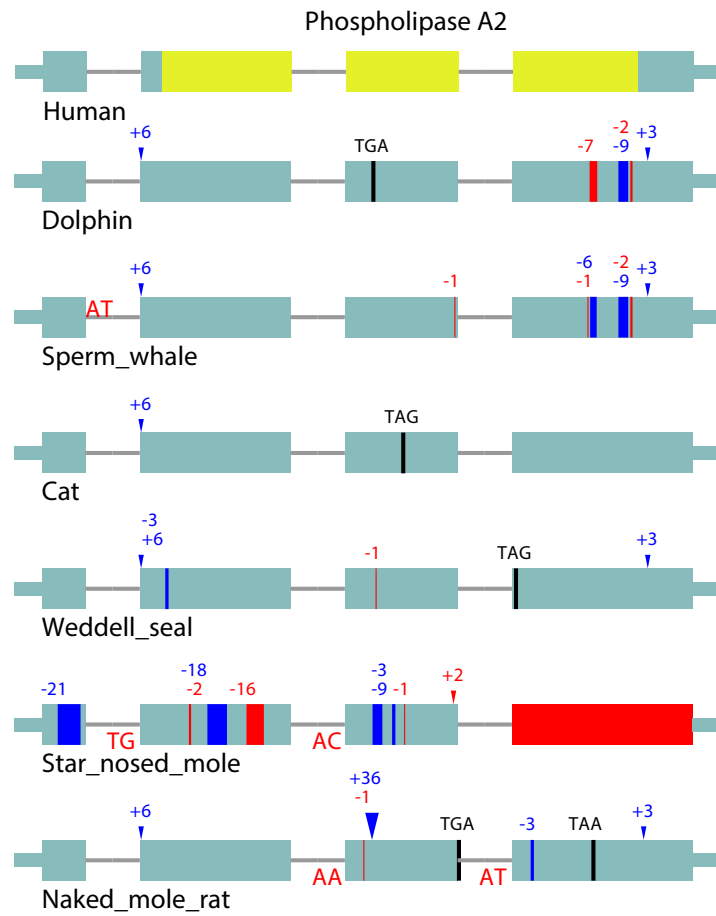 Phospholipase A2
Human
-2
+6 TGA -7 -9 +3
Dolphin
-6 -2
+6 -1 -1 -9 +3
AT
Sperm_whale
+6 TAG
Cat
-3
+6 -1 TAG +3
Weddell_seal
-18 -3
-21 -2 -16 -9 -1 +2
TG AC
Star_nosed_mole
+36
+6 -1 TGA -3 TAA +3
AA AT
Naked_mole_rat